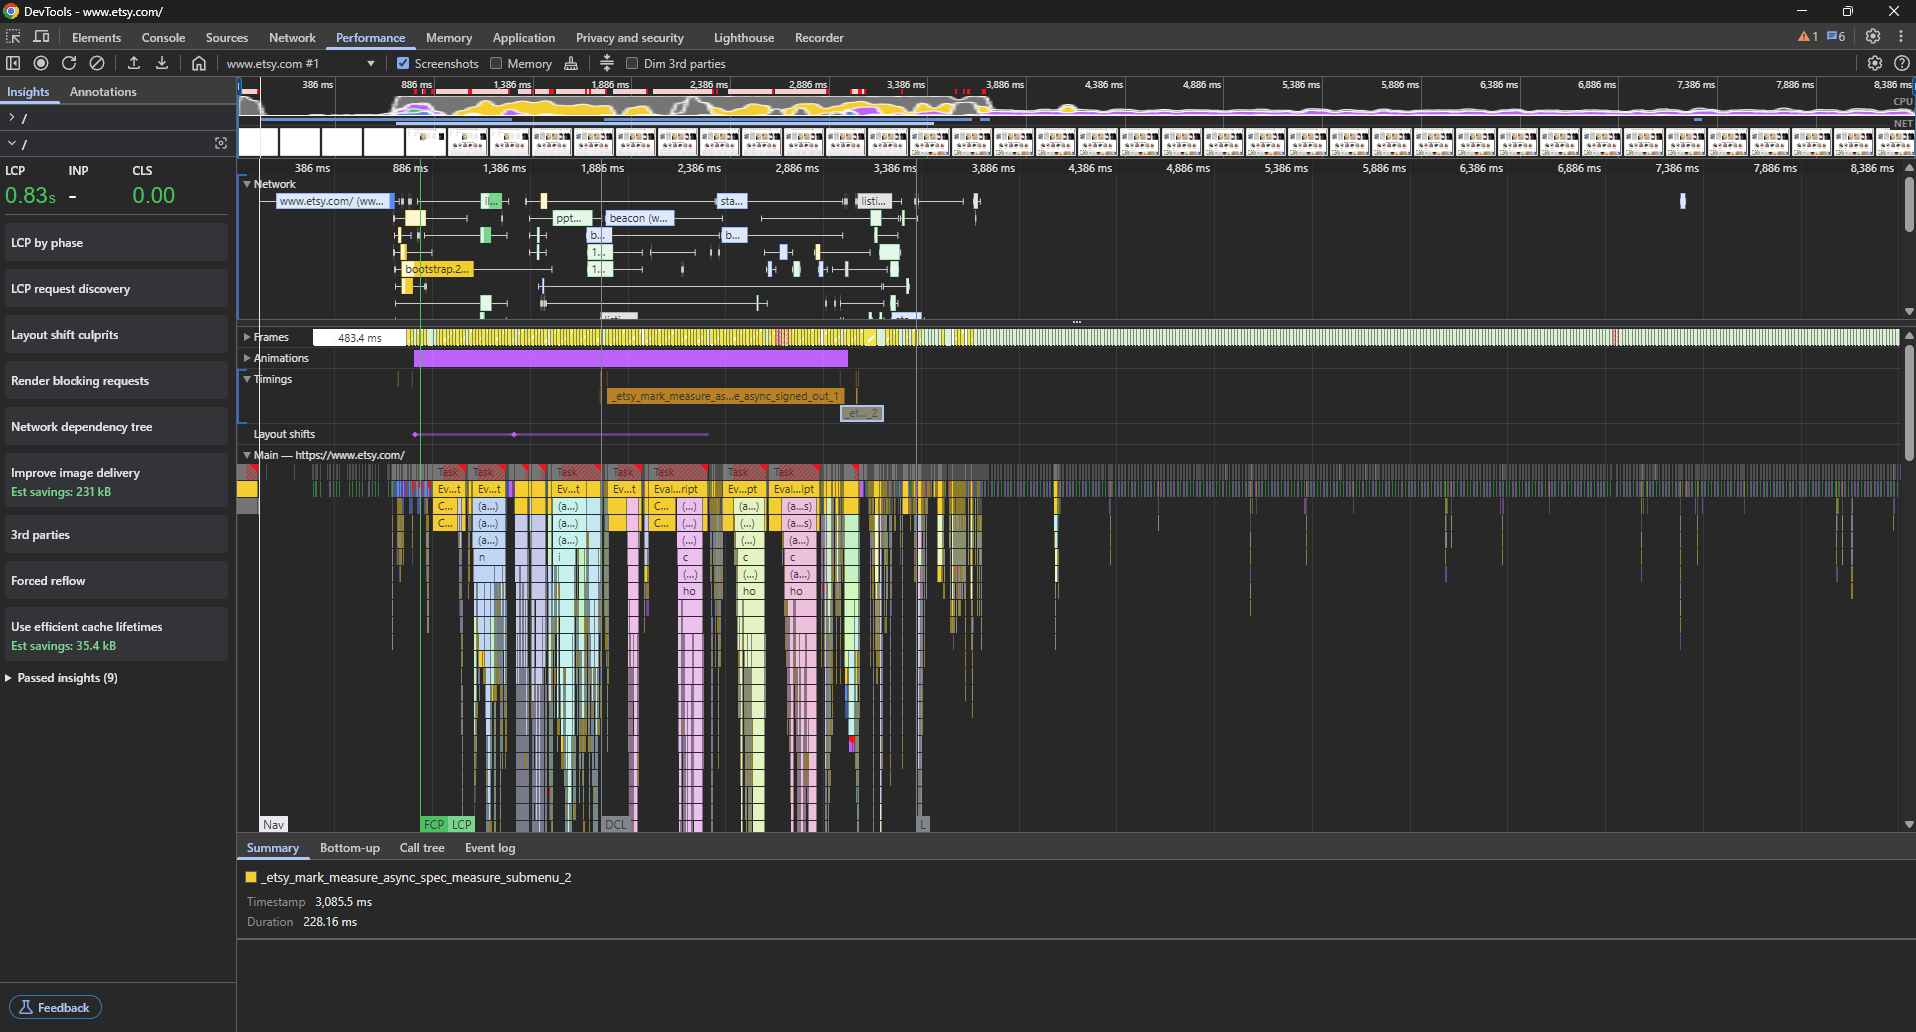 DevTools - www.etsy.com/
Elements Console Sources Network Performance Memory Application Privacy and security Lighthouse Recorder 1 6
www.etsy.com #1 Screenshots Memory Dim 3rd parties
Insights Annotations
/
/
LCP INP CLS
0.83s - 0.00
LCP by phase
LCP request discovery
Layout shift culprits
Render blocking requests
Network dependency tree
Improve image delivery
Est savings: 231 kB
3rd parties
Forced reflow
Use efficient cache lifetimes
Est savings: 35.4 kB
Passed insights (9)
Feedback
386 ms 886 ms 1,386 ms 1,886 ms 2,386 ms 2,886 ms 3,386 ms 3,886 ms 4,386 ms 4,886 ms 5,386 ms 5,886 ms 6,386 ms 6,886 ms 7,386 ms 7,886 ms 8,386 ms
CPU
NET
386 ms 886 ms 1,386 ms 1,886 ms 2,386 ms 2,886 ms 3,386 ms 3,886 ms 4,386 ms 4,886 ms 5,386 ms 5,886 ms 6,386 ms 6,886 ms 7,386 ms 7,886 ms 8,386 ms
Network
www.etsy.com/ (ww... il... sta... listi...
ppt... beacon (w...
b... b...
1...
bootstrap.2... 1...
Frames 483.4 ms
Animations
Timings
_etsy_mark_measure_as...e_async_signed_out_1
_et..._2
Layout shifts
Main — https://www.etsy.com/
Task Task Task Task Task Task Task
Ev...t Ev...t Ev...t Ev...t Eval...ript Ev...pt Eval...ipt
C... (a...) (a...) C... (...) (a...) (a...s)
C... (a...) (a...) C... (...) (...) (a...s)
(a...) (a...) (...) (...) (a...)
n i c c c
(...) (...) (a...)
ho ho ho
Nav FCP LCP DCL L
Summary Bottom-up Call tree Event log
_etsy_mark_measure_async_spec_measure_submenu_2
Timestamp 3,085.5 ms
Duration 228.16 ms